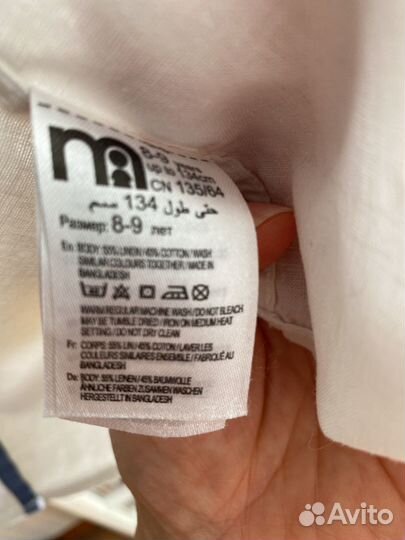 m
8-9 years
up to 134cm
CN 135/64
حتى طول 134 سم
Размер: 8-9 лет
En: BODY: 55% LINEN/45% COTTON/WASH
SIMILAR COLOURS TOGETHER/MADE IN
BANGLADESH
WARM REGULAR MACHINE WASH/DO NOT BLEACH
MAY BE TUMBLE DRIED/IRON ON MEDIUM HEAT
SETTING/DO NOT DRY CLEAN
Fr: CORPS: 55% LIN/45% COTON/LAVER LES
COULEURS SIMILAIRES ENSEMBLE/FABRIQUÉ AU
BANGLADESH
De: BODY: 55% LEINEN/45% BAUMWOLLE
ÄHNLICHE FARBEN ZUSAMMEN WASCHEN
HERGESTELLT IN BANGLADESH
Avito